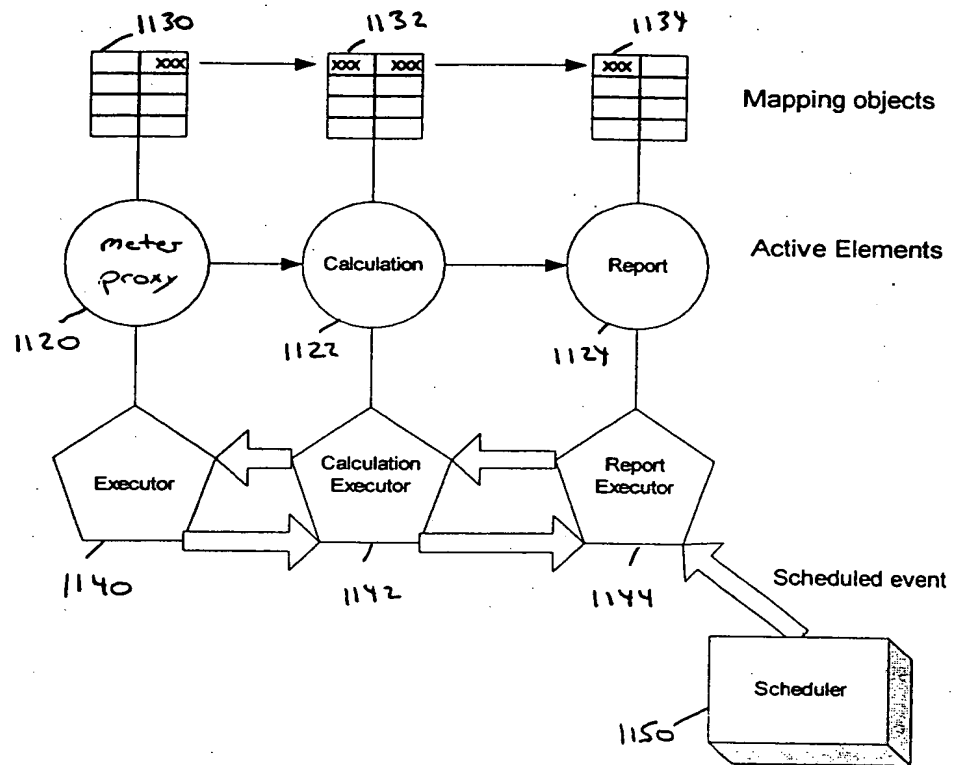 1130
1132
1134
xxx
xxx
xxx
xxx
Mapping objects
meter
proxy
Calculation
Report
Active Elements
1120
1122
1124
Executor
Calculation
Executor
Report
Executor
1140
1142
1144
Scheduled event
Scheduler
1150